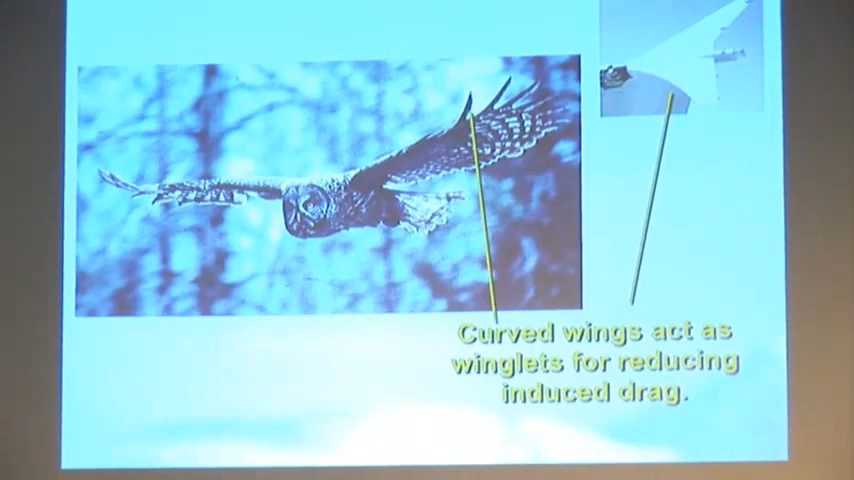 Curved wings act as
winglets for reducing
induced drag.